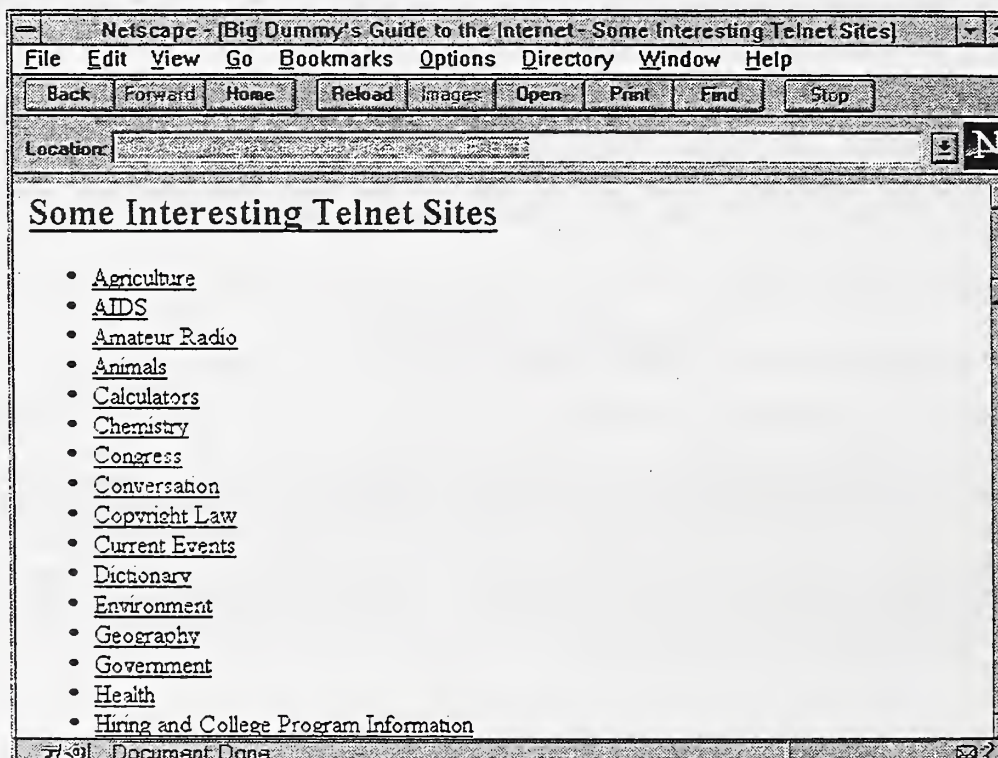 Netscape - [Big Dummy's Guide to the Internet - Some Interesting Telnet Sites]
File Edit View Go Bookmarks Options Directory Window Help
Back Forward Home Reload Images Open Print Find Stop
Location:
N
Some Interesting Telnet Sites
• Agriculture
• AIDS
• Amateur Radio
• Animals
• Calculators
• Chemistry
• Congress
• Conversation
• Copyright Law
• Current Events
• Dictionary
• Environment
• Geography
• Government
• Health
• Hiring and College Program Information
Document Done
?